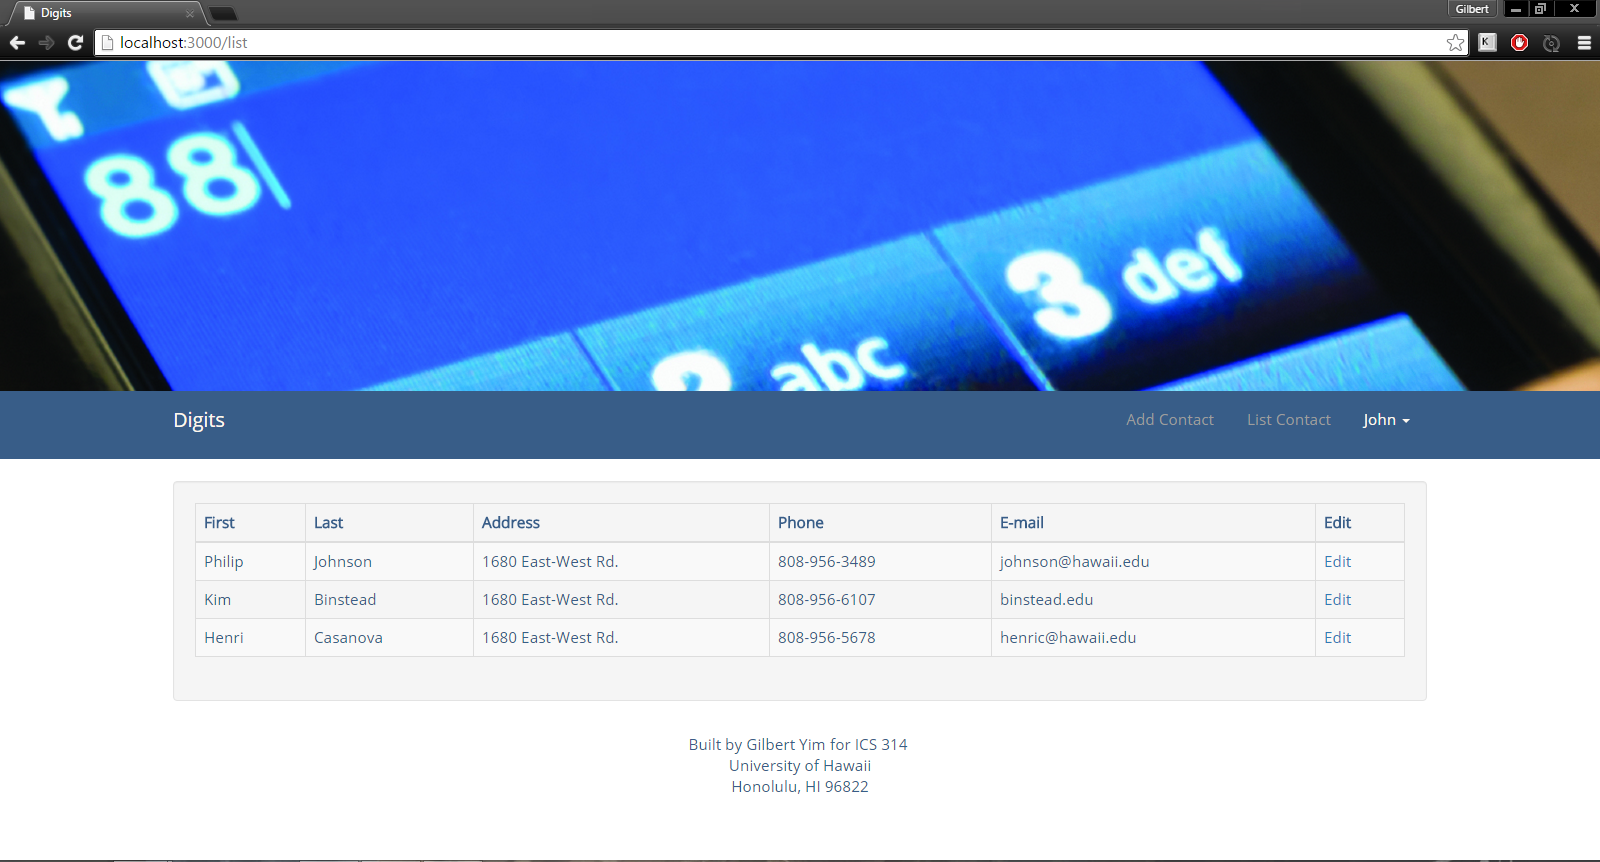 Digits
Gilbert
localhost:3000/list
K
88
3 def
2 abc
Digits
Add Contact
List Contact
John
First Last Address Phone E-mail Edit
Philip Johnson 1680 East-West Rd. 808-956-3489 johnson@hawaii.edu Edit
Kim Binstead 1680 East-West Rd. 808-956-6107 binstead.edu Edit
Henri Casanova 1680 East-West Rd. 808-956-5678 henric@hawaii.edu Edit
Built by Gilbert Yim for ICS 314
University of Hawaii
Honolulu, HI 96822